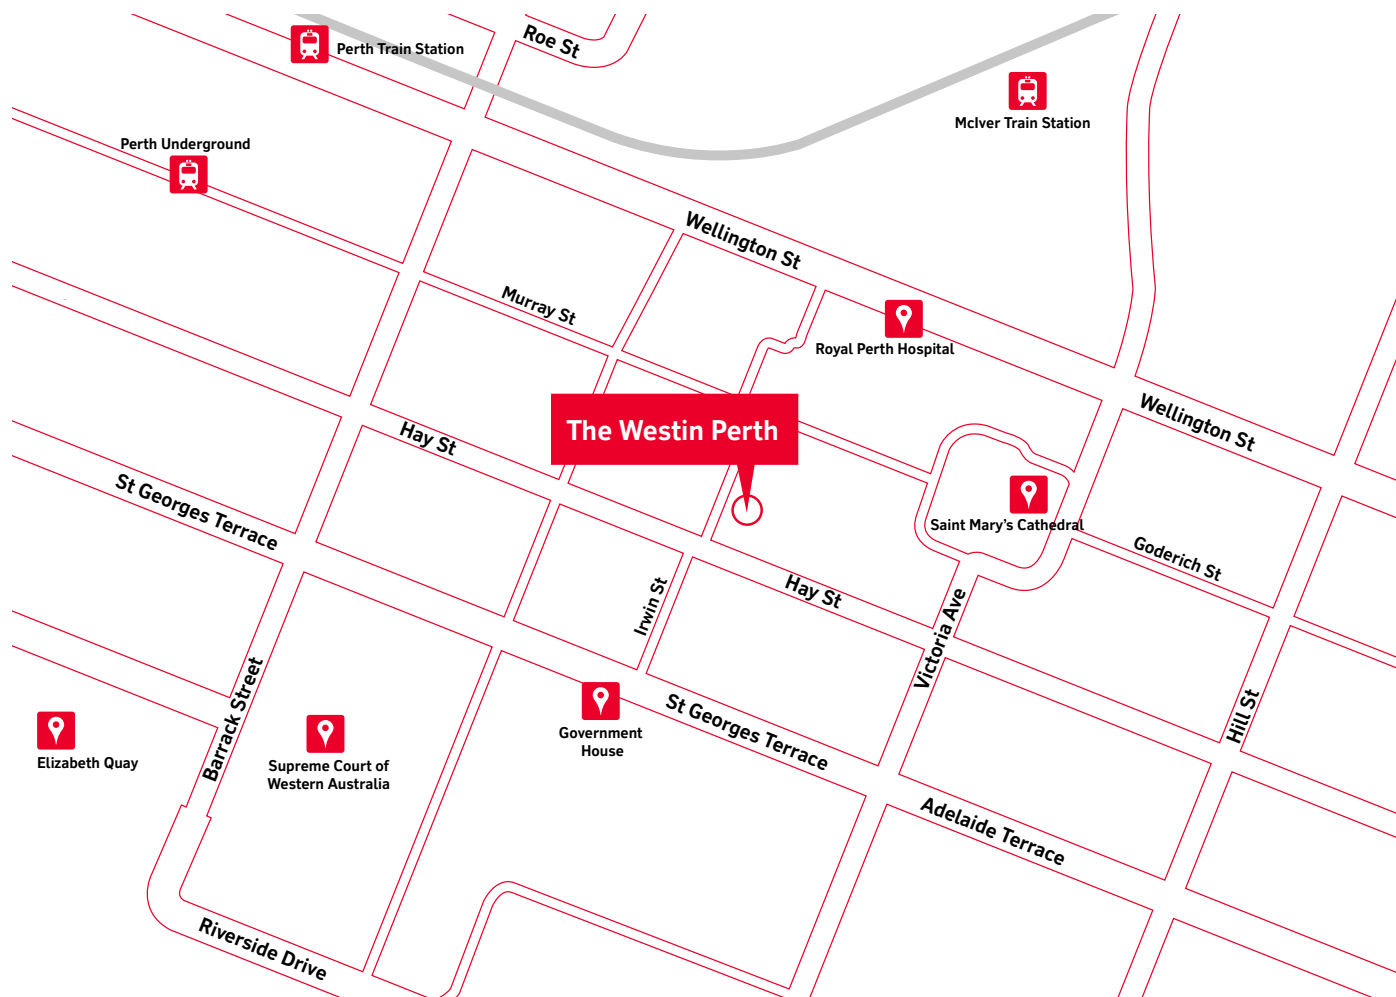 Roe St
Perth Train Station
McIver Train Station
Perth Underground
Wellington St
Murray St
Royal Perth Hospital
Wellington St
The Westin Perth
Hay St
St Georges Terrace
Saint Mary's Cathedral
Goderich St
Hay St
Irwin St
Victoria Ave
Barrack Street
Hill St
Elizabeth Quay
Supreme Court of
Western Australia
Government
House
St Georges Terrace
Adelaide Terrace
Riverside Drive